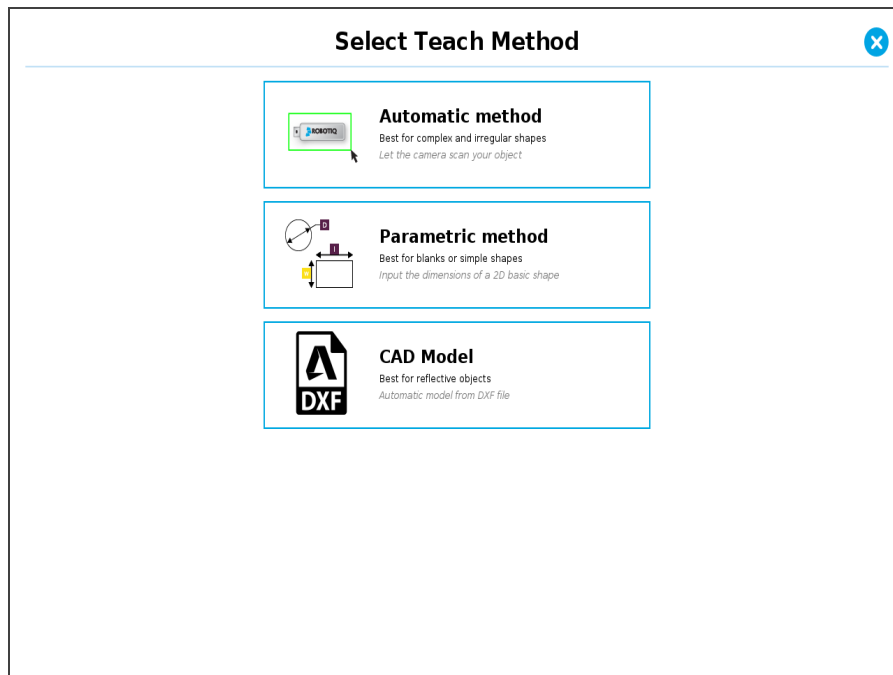 Select Teach Method
ROBOTIQ
Automatic method
Best for complex and irregular shapes
Let the camera scan your object
D
l
Parametric method
Best for blanks or simple shapes
Input the dimensions of a 2D basic shape
CAD Model
Best for reflective objects
Automatic model from DXF file
DXF